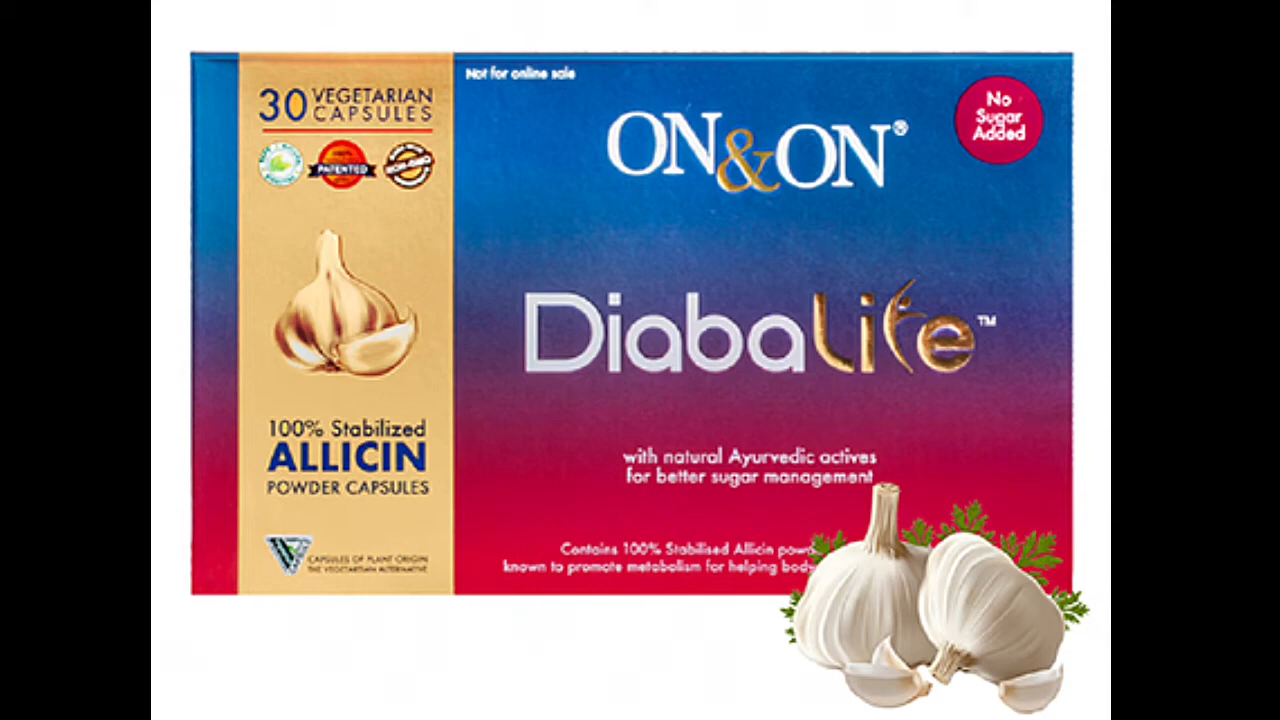 Not for online sale
30 VEGETARIAN
CAPSULES
No
Sugar
Added
ON&ON®
PATENTED
NON-GMO
DiabaLife™
100% Stabilized
ALLICIN
POWDER CAPSULES
with natural Ayurvedic actives
for better sugar management
Contains 100% Stabilised Allicin
known to promote metabolism for helping body
CAPSULES OF PLANT ORIGIN
THE VEGETARIAN ALTERNATIVE